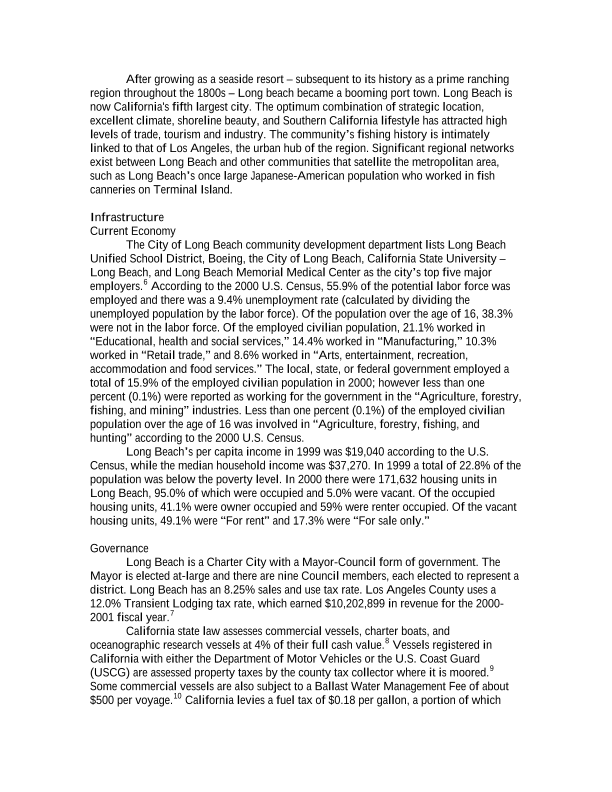 After growing as a seaside resort – subsequent to its history as a prime ranching
region throughout the 1800s – Long beach became a booming port town. Long Beach is
now California's fifth largest city. The optimum combination of strategic location,
excellent climate, shoreline beauty, and Southern California lifestyle has attracted high
levels of trade, tourism and industry. The community's fishing history is intimately
linked to that of Los Angeles, the urban hub of the region. Significant regional networks
exist between Long Beach and other communities that satellite the metropolitan area,
such as Long Beach's once large Japanese-American population who worked in fish
canneries on Terminal Island.
Infrastructure
Current Economy
The City of Long Beach community development department lists Long Beach
Unified School District, Boeing, the City of Long Beach, California State University –
Long Beach, and Long Beach Memorial Medical Center as the city's top five major
employers.6 According to the 2000 U.S. Census, 55.9% of the potential labor force was
employed and there was a 9.4% unemployment rate (calculated by dividing the
unemployed population by the labor force). Of the population over the age of 16, 38.3%
were not in the labor force. Of the employed civilian population, 21.1% worked in
“Educational, health and social services,” 14.4% worked in “Manufacturing,” 10.3%
worked in “Retail trade,” and 8.6% worked in “Arts, entertainment, recreation,
accommodation and food services.” The local, state, or federal government employed a
total of 15.9% of the employed civilian population in 2000; however less than one
percent (0.1%) were reported as working for the government in the “Agriculture, forestry,
fishing, and mining” industries. Less than one percent (0.1%) of the employed civilian
population over the age of 16 was involved in “Agriculture, forestry, fishing, and
hunting” according to the 2000 U.S. Census.
Long Beach's per capita income in 1999 was $19,040 according to the U.S.
Census, while the median household income was $37,270. In 1999 a total of 22.8% of the
population was below the poverty level. In 2000 there were 171,632 housing units in
Long Beach, 95.0% of which were occupied and 5.0% were vacant. Of the occupied
housing units, 41.1% were owner occupied and 59% were renter occupied. Of the vacant
housing units, 49.1% were “For rent” and 17.3% were “For sale only.”
Governance
Long Beach is a Charter City with a Mayor-Council form of government. The
Mayor is elected at-large and there are nine Council members, each elected to represent a
district. Long Beach has an 8.25% sales and use tax rate. Los Angeles County uses a
12.0% Transient Lodging tax rate, which earned $10,202,899 in revenue for the 2000-
2001 fiscal year.7
California state law assesses commercial vessels, charter boats, and
oceanographic research vessels at 4% of their full cash value.8 Vessels registered in
California with either the Department of Motor Vehicles or the U.S. Coast Guard
(USCG) are assessed property taxes by the county tax collector where it is moored.9
Some commercial vessels are also subject to a Ballast Water Management Fee of about
$500 per voyage.10 California levies a fuel tax of $0.18 per gallon, a portion of which